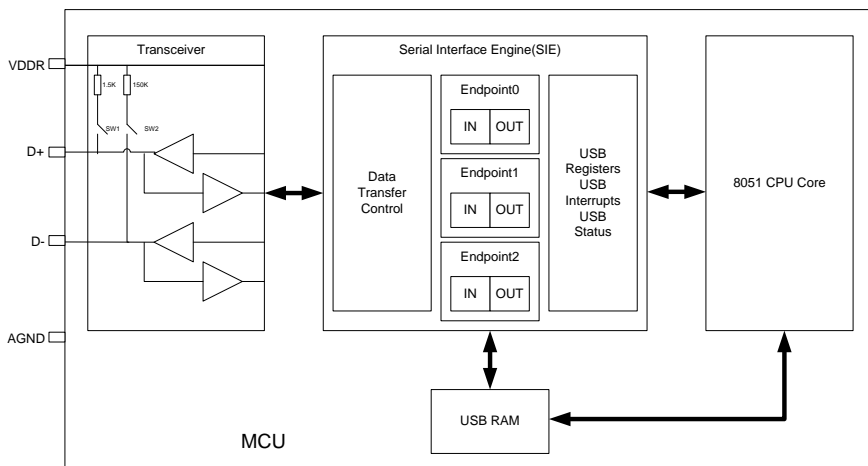 Transceiver
Serial Interface Engine(SIE)
VDDR
1.5K
150K
SW1
SW2
D+
D-
AGND
Data
Transfer
Control
Endpoint0
IN
OUT
Endpoint1
IN
OUT
Endpoint2
IN
OUT
USB
Registers
USB
Interrupts
USB
Status
8051 CPU Core
USB RAM
MCU